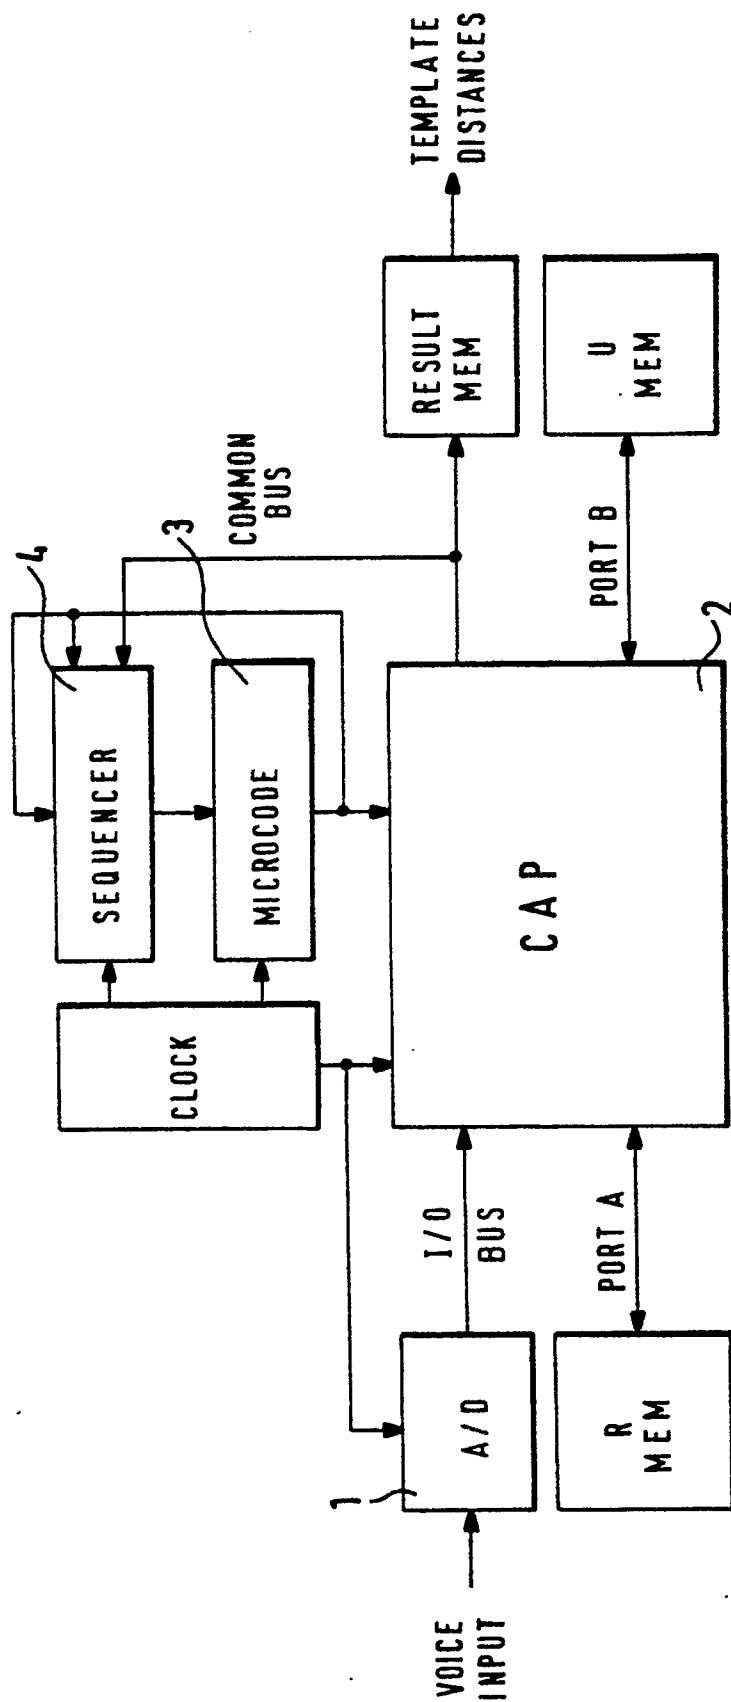 4
SEQUENCER
3
MICROCODE
CLOCK
COMMON
BUS
TEMPLATE
DISTANCES
RESULT
MEM
U
MEM
PORT B
2
CAP
I/O
BUS
PORT A
1
A/D
R
MEM
VOICE
INPUT